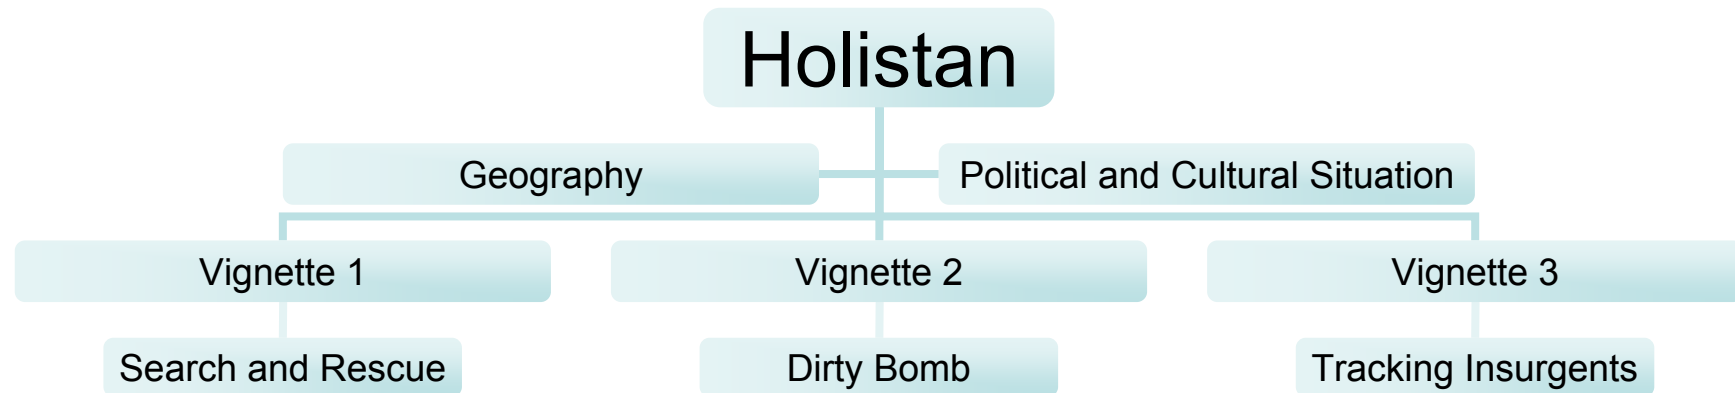 Holistan
Geography
Political and Cultural Situation
Vignette 1
Vignette 2
Vignette 3
Search and Rescue
Dirty Bomb
Tracking Insurgents